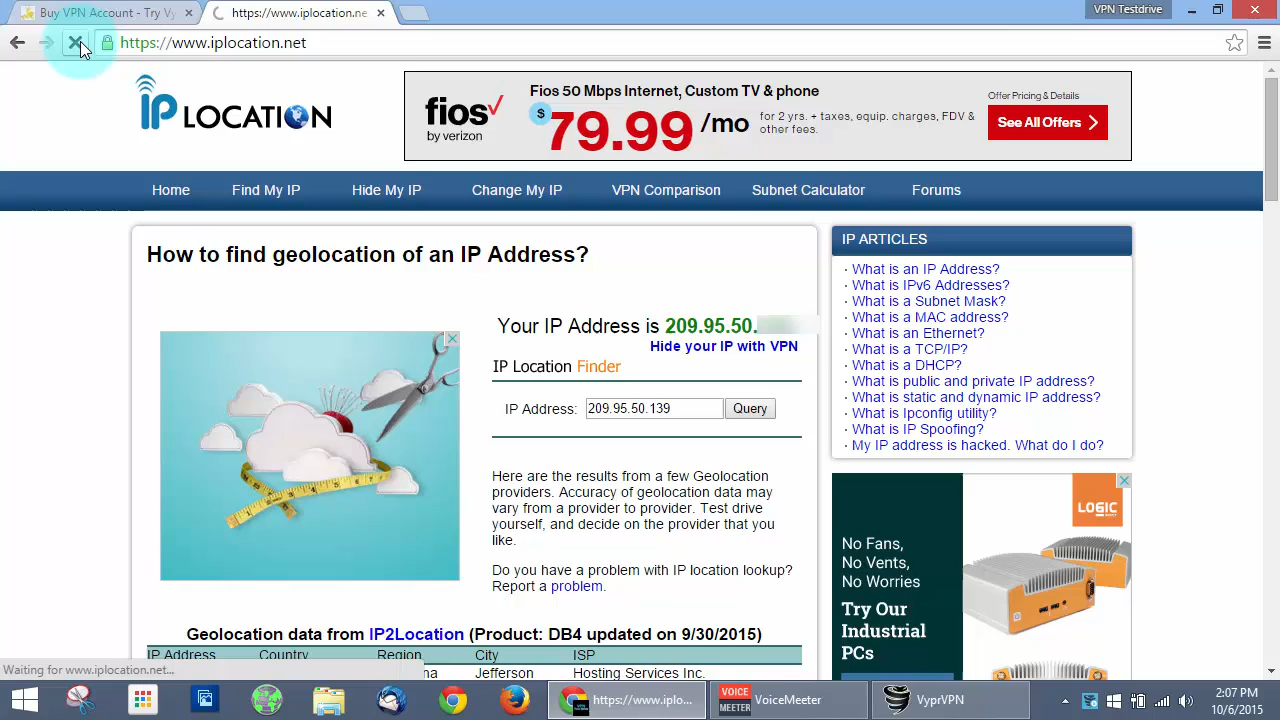 Buy VPN Account - Try Vy
https://www.iplocation.ne
VPN Testdrive
https://www.iplocation.net
IP LOCATION
fios
by verizon
Fios 50 Mbps Internet, Custom TV & phone
$79.99/mo
for 2 yrs. + taxes, equip. charges, FDV &
other fees.
Offer Pricing & Details
See All Offers
Home
Find My IP
Hide My IP
Change My IP
VPN Comparison
Subnet Calculator
Forums
How to find geolocation of an IP Address?
Your IP Address is 209.95.50.
Hide your IP with VPN
IP Location Finder
IP Address: 209.95.50.139 Query
Here are the results from a few Geolocation
providers. Accuracy of geolocation data may
vary from a provider to provider. Test drive
yourself, and decide on the provider that you
like.
Do you have a problem with IP location lookup?
Report a problem.
Geolocation data from IP2Location (Product: DB4 updated on 9/30/2015)
IP Address Country Region City ISP
na Jefferson Hosting Services Inc.
IP ARTICLES
· What is an IP Address?
· What is IPv6 Addresses?
· What is a Subnet Mask?
· What is a MAC address?
· What is an Ethernet?
· What is a TCP/IP?
· What is a DHCP?
· What is public and private IP address?
· What is static and dynamic IP address?
· What is Ipconfig utility?
· What is IP Spoofing?
· My IP address is hacked. What do I do?
LOGIC
No Fans,
No Vents,
No Worries
Try Our
Industrial
PCs
Waiting for www.iplocation.net...
https://www.iplo...
VOICE
MEETER
VoiceMeeter
VyprVPN
2:07 PM
10/6/2015